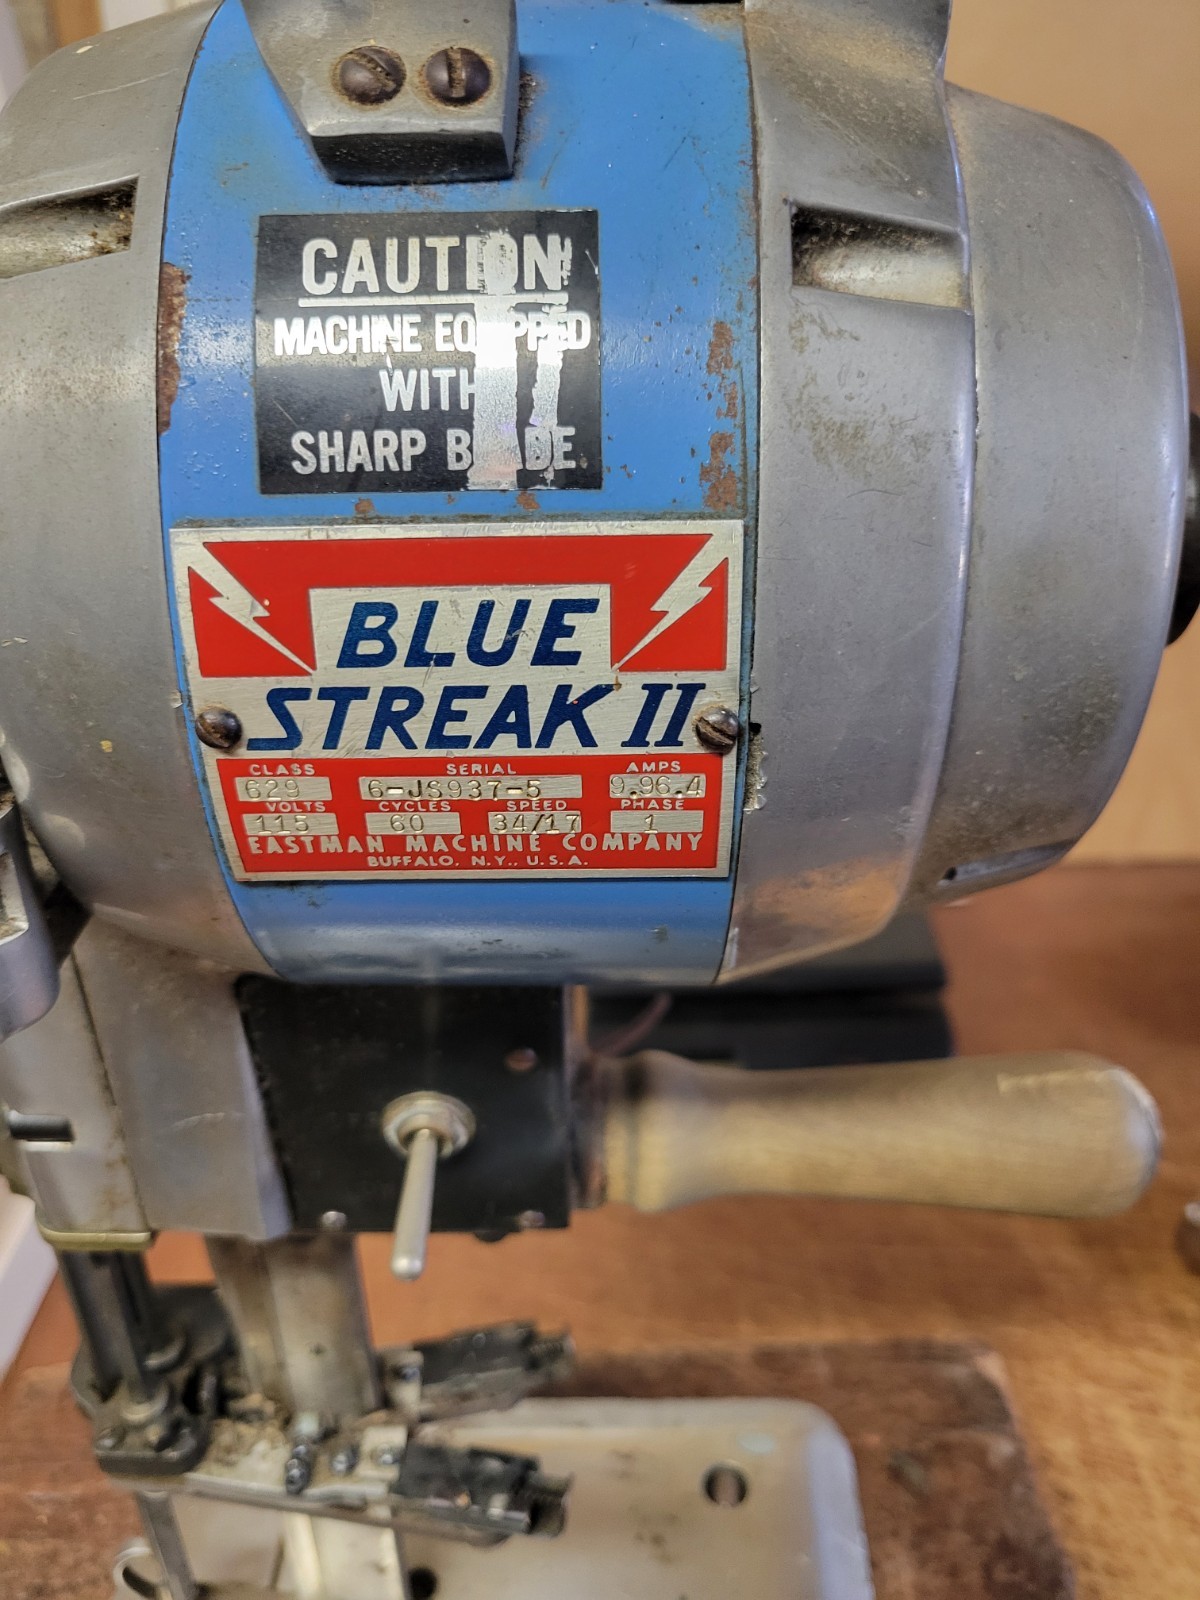 CAUTION
MACHINE EQUIPPED
WITH
SHARP BLADE
BLUE
STREAK II
CLASS SERIAL AMPS
629 6-JS937-5 9.96.4
VOLTS CYCLES SPEED PHASE
115 60 34/17 1
EASTMAN MACHINE COMPANY
BUFFALO, N.Y., U.S.A.